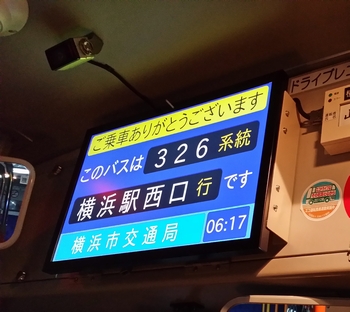 ご乗車ありがとうございます
このバスは 326 系統
横浜駅西口 行 です
横浜市交通局 06:17
ドライブレコ